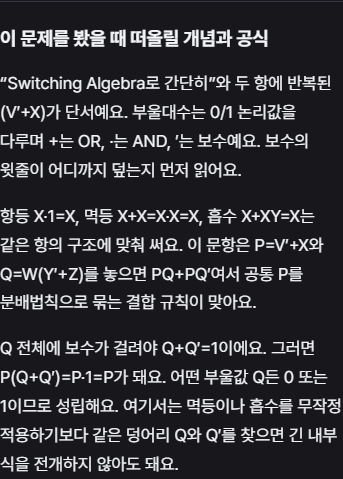 이 문제를 봤을 때 떠올릴 개념과 공식
“Switching Algebra로 간단히”와 두 항에 반복된
(V′+X)가 단서예요. 부울대수는 0/1 논리값을
다루며 +는 OR, ·는 AND, ′는 보수예요. 보수의
윗줄이 어디까지 덮는지 먼저 읽어요.
항등 X·1=X, 멱등 X+X=X·X=X, 흡수 X+XY=X는
같은 항의 구조에 맞춰 써요. 이 문항은 P=V′+X와
Q=W(Y′+Z)를 놓으면 PQ+PQ′여서 공통 P를
분배법칙으로 묶는 결합 규칙이 맞아요.
Q 전체에 보수가 걸려야 Q+Q′=1이에요. 그러면
P(Q+Q′)=P·1=P가 돼요. 어떤 부울값 Q든 0 또는
1이므로 성립해요. 여기서는 멱등이나 흡수를 무작정
적용하기보다 같은 덩어리 Q와 Q′를 찾으면 긴 내부
식을 전개하지 않아도 돼요.